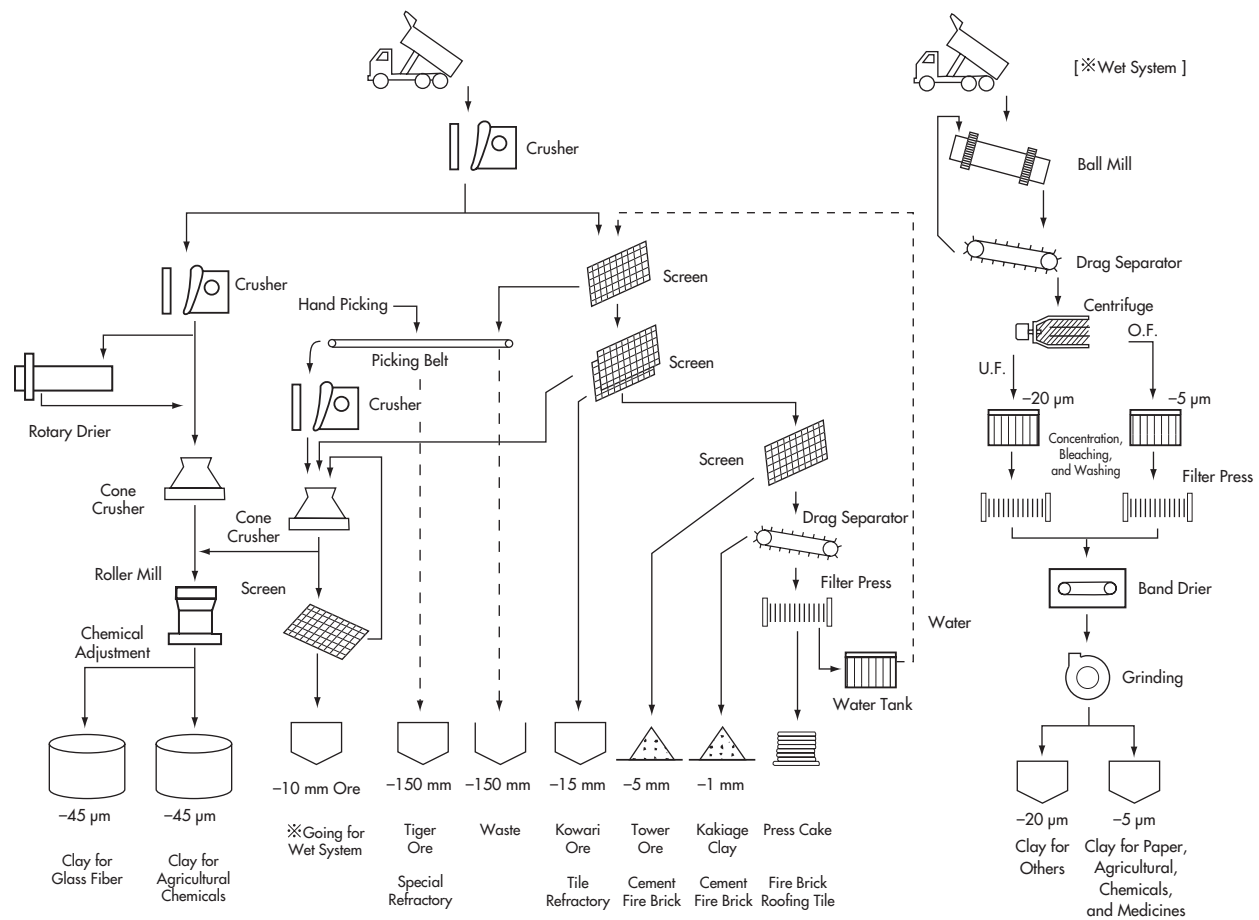 [※Wet System ]
Crusher
Ball Mill
Crusher
Screen
Drag Separator
Hand Picking
Centrifuge
O.F.
Picking Belt
Screen
U.F.
Crusher
–20 µm
–5 µm
Rotary Drier
Concentration,
Bleaching,
and Washing
Screen
Filter Press
Cone
Crusher
Cone
Crusher
Drag Separator
Roller Mill
Screen
Filter Press
Band Drier
Water
Chemical
Adjustment
Grinding
Water Tank
–45 µm
–45 µm
–10 mm Ore
–150 mm
–150 mm
–15 mm
–5 mm
–1 mm
※Going for
Wet System
Tiger
Ore
Waste
Kowari
Ore
Tower
Ore
Kakiage
Clay
Press Cake
Clay for
Glass Fiber
Clay for
Agricultural
Chemicals
Special
Refractory
Tile
Refractory
Cement
Fire Brick
Cement
Fire Brick
Fire Brick
Roofing Tile
–20 µm
Clay for
Others
–5 µm
Clay for Paper,
Agricultural,
Chemicals,
and Medicines